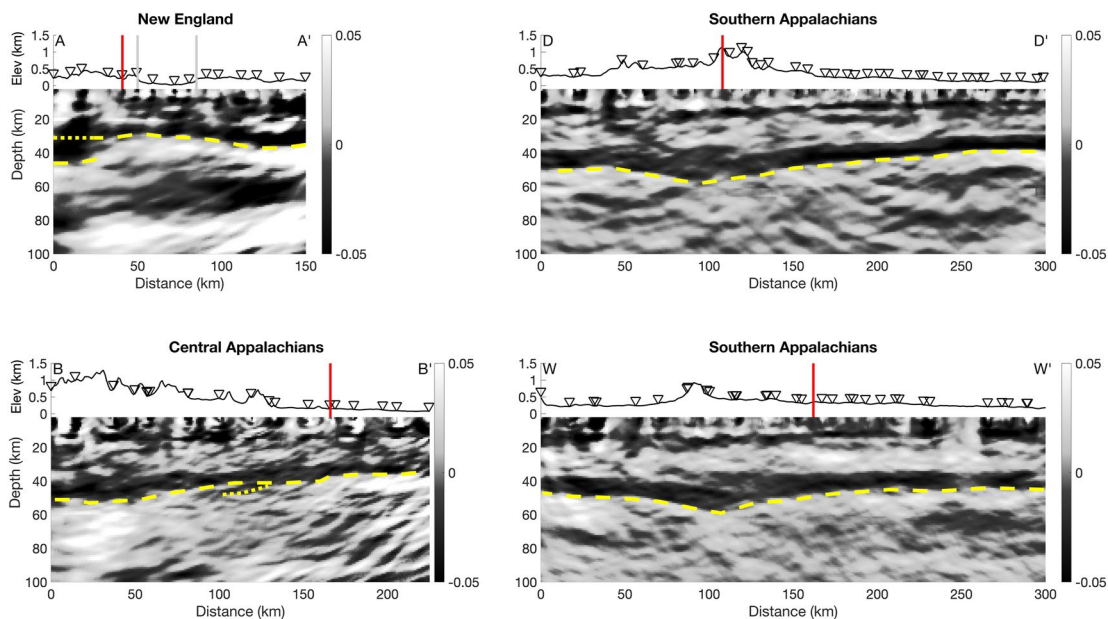 New England
A
A'
Elev (km)
1.5
1.0
0.5
0
Depth (km)
20
40
60
80
100
0
50
100
150
Distance (km)
0.05
0
-0.05
Southern Appalachians
D
D'
Elev (km)
1.5
1.0
0.5
0
Depth (km)
20
40
60
80
100
0
50
100
150
200
250
300
Distance (km)
0.05
0
-0.05
Central Appalachians
B
B'
Elev (km)
1.5
1.0
0.5
0
Depth (km)
20
40
60
80
100
0
50
100
150
200
Distance (km)
0.05
0
-0.05
Southern Appalachians
W
W'
Elev (km)
1.5
1.0
0.5
0
Depth (km)
20
40
60
80
100
0
50
100
150
200
250
300
Distance (km)
0.05
0
-0.05